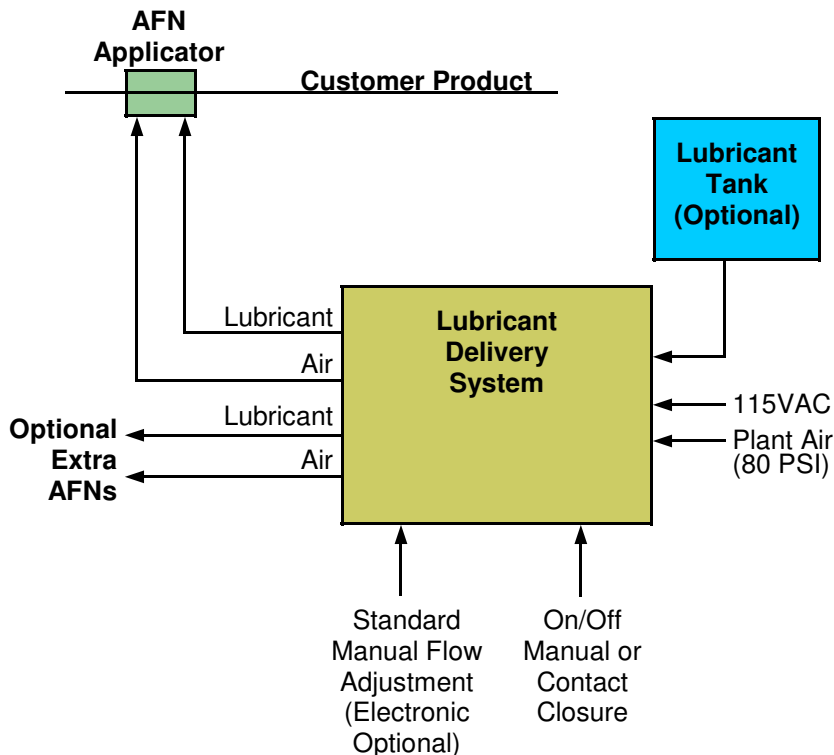 AFN
Applicator
Customer Product
Lubricant
Tank
(Optional)
Lubricant
Delivery
System
Lubricant
Air
Lubricant
Air
Optional
Extra
AFNs
115VAC
Plant Air
(80 PSI)
Standard
Manual Flow
Adjustment
(Electronic
Optional)
On/Off
Manual or
Contact
Closure